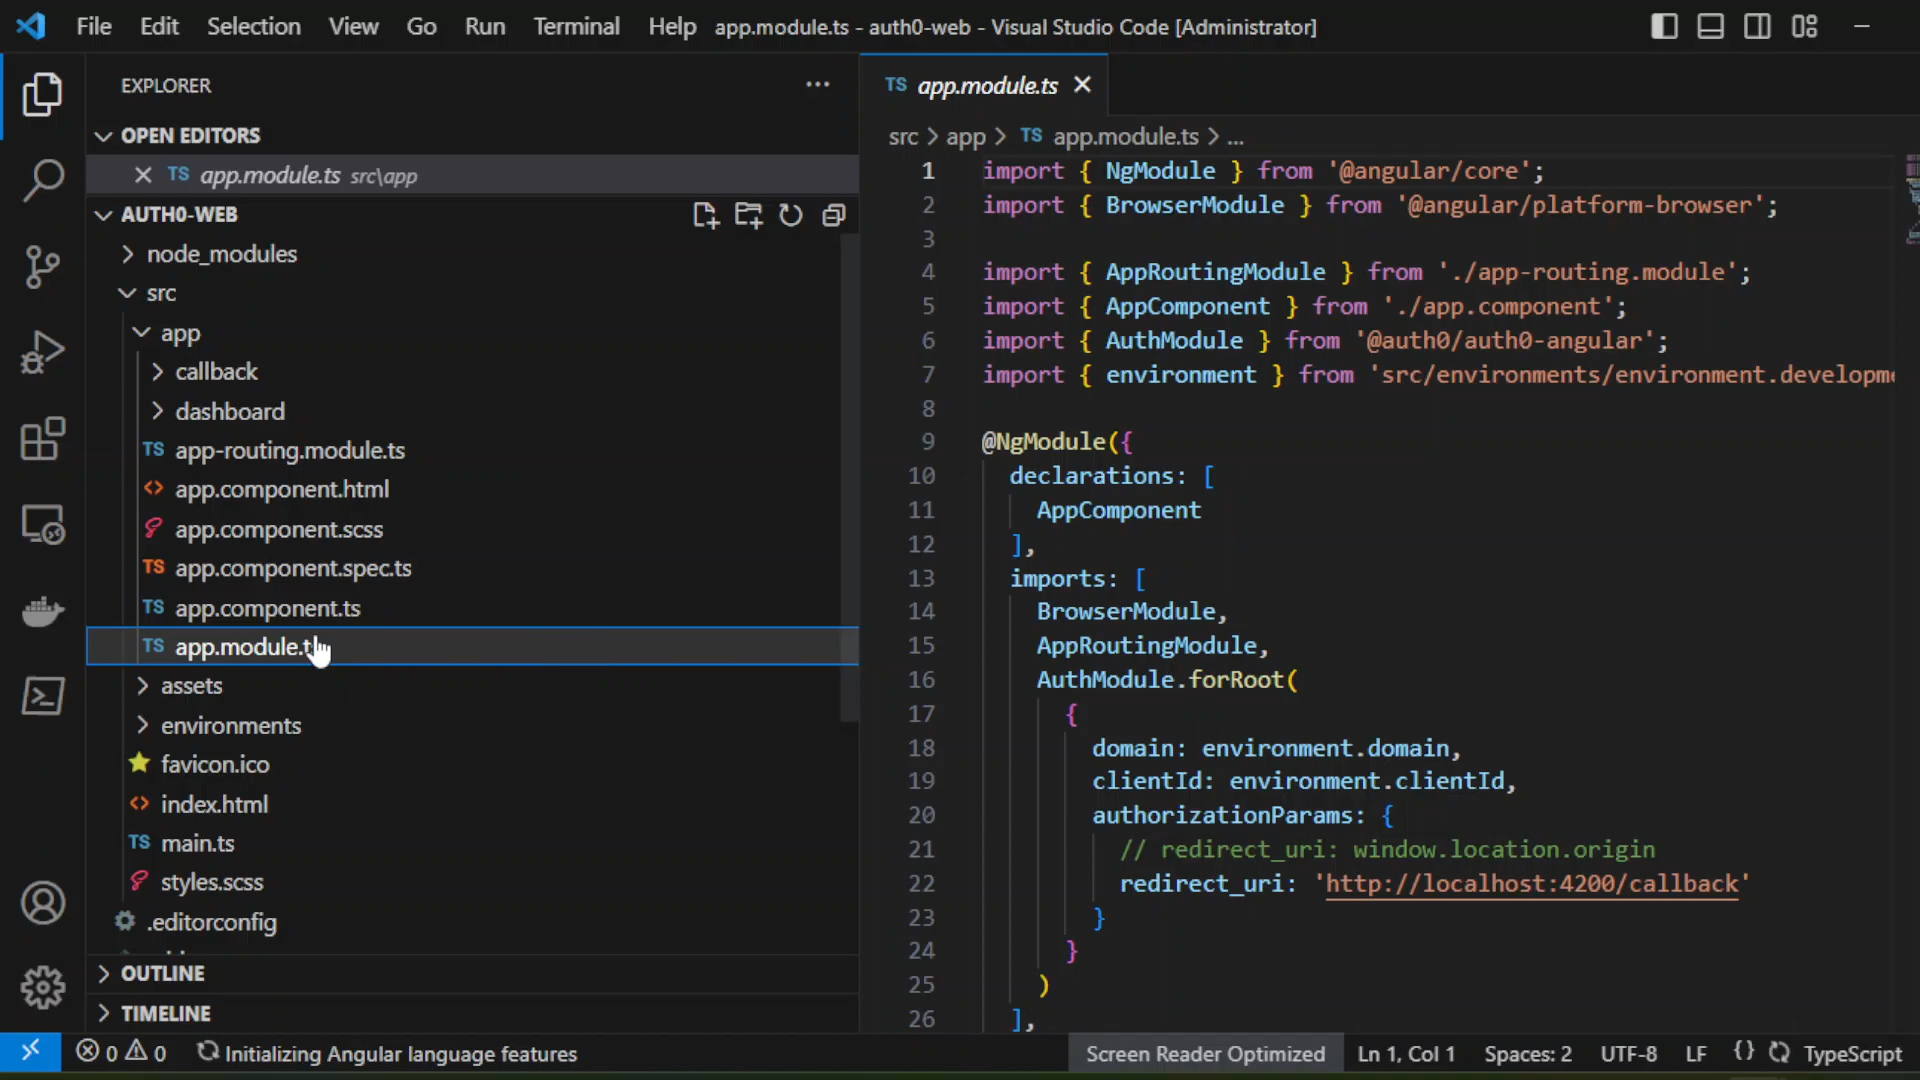 File Edit Selection View Go Run Terminal Help app.module.ts - auth0-web - Visual Studio Code [Administrator]
EXPLORER
OPEN EDITORS
TS app.module.ts src\app
AUTH0-WEB
node_modules
src
app
callback
dashboard
TS app-routing.module.ts
<> app.component.html
app.component.scss
TS app.component.spec.ts
TS app.component.ts
TS app.module.t
assets
environments
favicon.ico
<> index.html
TS main.ts
styles.scss
.editorconfig
OUTLINE
TIMELINE
TS app.module.ts
src > app > TS app.module.ts > ...
1 import { NgModule } from '@angular/core';
2 import { BrowserModule } from '@angular/platform-browser';
3
4 import { AppRoutingModule } from './app-routing.module';
5 import { AppComponent } from './app.component';
6 import { AuthModule } from '@auth0/auth0-angular';
7 import { environment } from 'src/environments/environment.developme
8
9 @NgModule({
10 declarations: [
11 AppComponent
12 ],
13 imports: [
14 BrowserModule,
15 AppRoutingModule,
16 AuthModule.forRoot(
17 {
18 domain: environment.domain,
19 clientId: environment.clientId,
20 authorizationParams: {
21 // redirect_uri: window.location.origin
22 redirect_uri: 'http://localhost:4200/callback'
23 }
24 }
25 )
26 ],
0 0 Initializing Angular language features Screen Reader Optimized Ln 1, Col 1 Spaces: 2 UTF-8 LF {} TypeScript